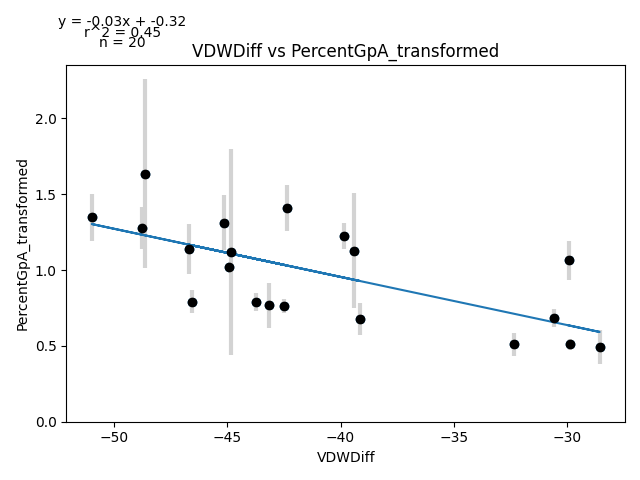 y = -0.03x + -0.32
r^2 = 0.45
n = 20
VDWDiff vs PercentGpA_transformed
PercentGpA_transformed
2.0
1.5
1.0
0.5
0.0
−50 −45 −40 −35 −30
VDWDiff